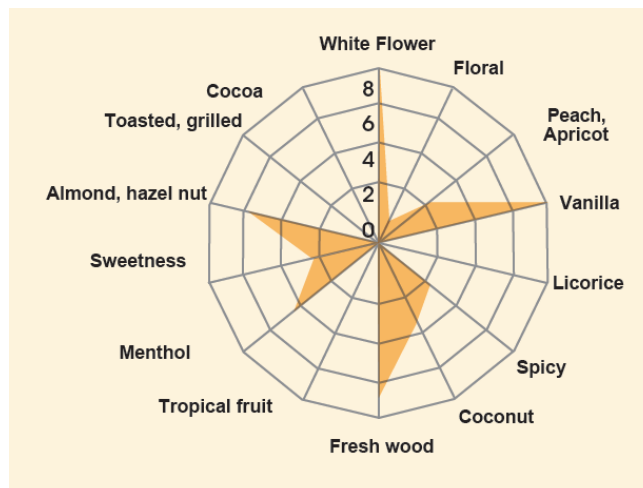 White Flower
Floral
Peach,
Apricot
Vanilla
Licorice
Spicy
Coconut
Fresh wood
Tropical fruit
Menthol
Sweetness
Almond, hazel nut
Toasted, grilled
Cocoa
8
6
4
2
0